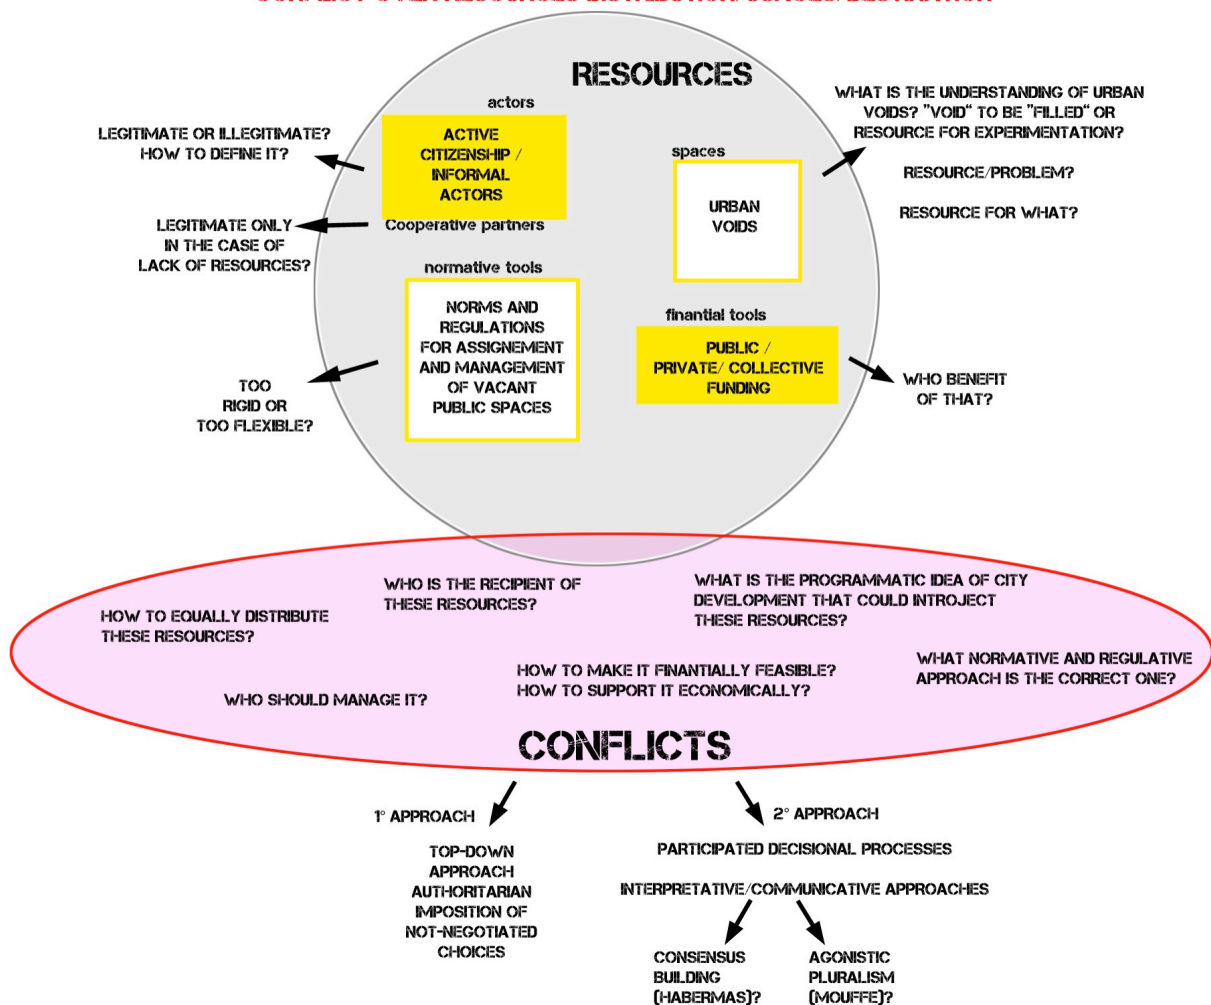 RESOURCES
actors
ACTIVE
CITIZENSHIP /
INFORMAL
ACTORS
Cooperative partners
LEGITIMATE OR ILLEGITIMATE?
HOW TO DEFINE IT?
LEGITIMATE ONLY
IN THE CASE OF
LACK OF RESOURCES?
spaces
URBAN
VOIDS
WHAT IS THE UNDERSTANDING OF URBAN
VOIDS? "VOID" TO BE "FILLED" OR
RESOURCE FOR EXPERIMENTATION?
RESOURCE/PROBLEM?
RESOURCE FOR WHAT?
normative tools
NORMS AND
REGULATIONS
FOR ASSIGNEMENT
AND MANAGEMENT
OF VACANT
PUBLIC SPACES
TOO
RIGID OR
TOO FLEXIBLE?
finantial tools
PUBLIC /
PRIVATE/ COLLECTIVE
FUNDING
WHO BENEFIT
OF THAT?
WHO IS THE RECIPIENT OF
THESE RESOURCES?
WHAT IS THE PROGRAMMATIC IDEA OF CITY
DEVELOPMENT THAT COULD INTROJECT
THESE RESOURCES?
HOW TO EQUALLY DISTRIBUTE
THESE RESOURCES?
HOW TO MAKE IT FINANTIALLY FEASIBLE?
HOW TO SUPPORT IT ECONOMICALLY?
WHAT NORMATIVE AND REGULATIVE
APPROACH IS THE CORRECT ONE?
WHO SHOULD MANAGE IT?
CONFLICTS
1° APPROACH
TOP-DOWN
APPROACH
AUTHORITARIAN
IMPOSITION OF
NOT-NEGOTIATED
CHOICES
2° APPROACH
PARTICIPATED DECISIONAL PROCESSES
INTERPRETATIVE/COMMUNICATIVE APPROACHES
CONSENSUS
BUILDING
(HABERMAS)?
AGONISTIC
PLURALISM
(MOUFFE)?